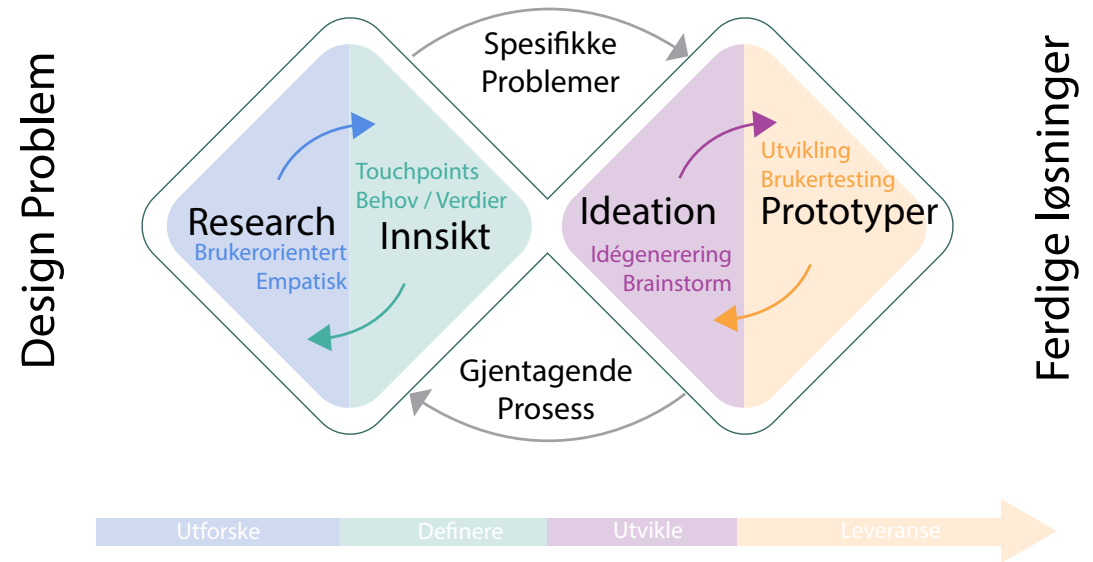 Design Problem
Spesifikke
Problemer
Touchpoints
Behov / Verdier
Research
Innsikt
Brukerorientert
Empatisk
Utvikling
Brukertesting
Ideation
Prototyper
Idégenerering
Brainstorm
Gjentagende
Prosess
Ferdige løsninger
Utforske
Definere
Utvikle
Leveranse